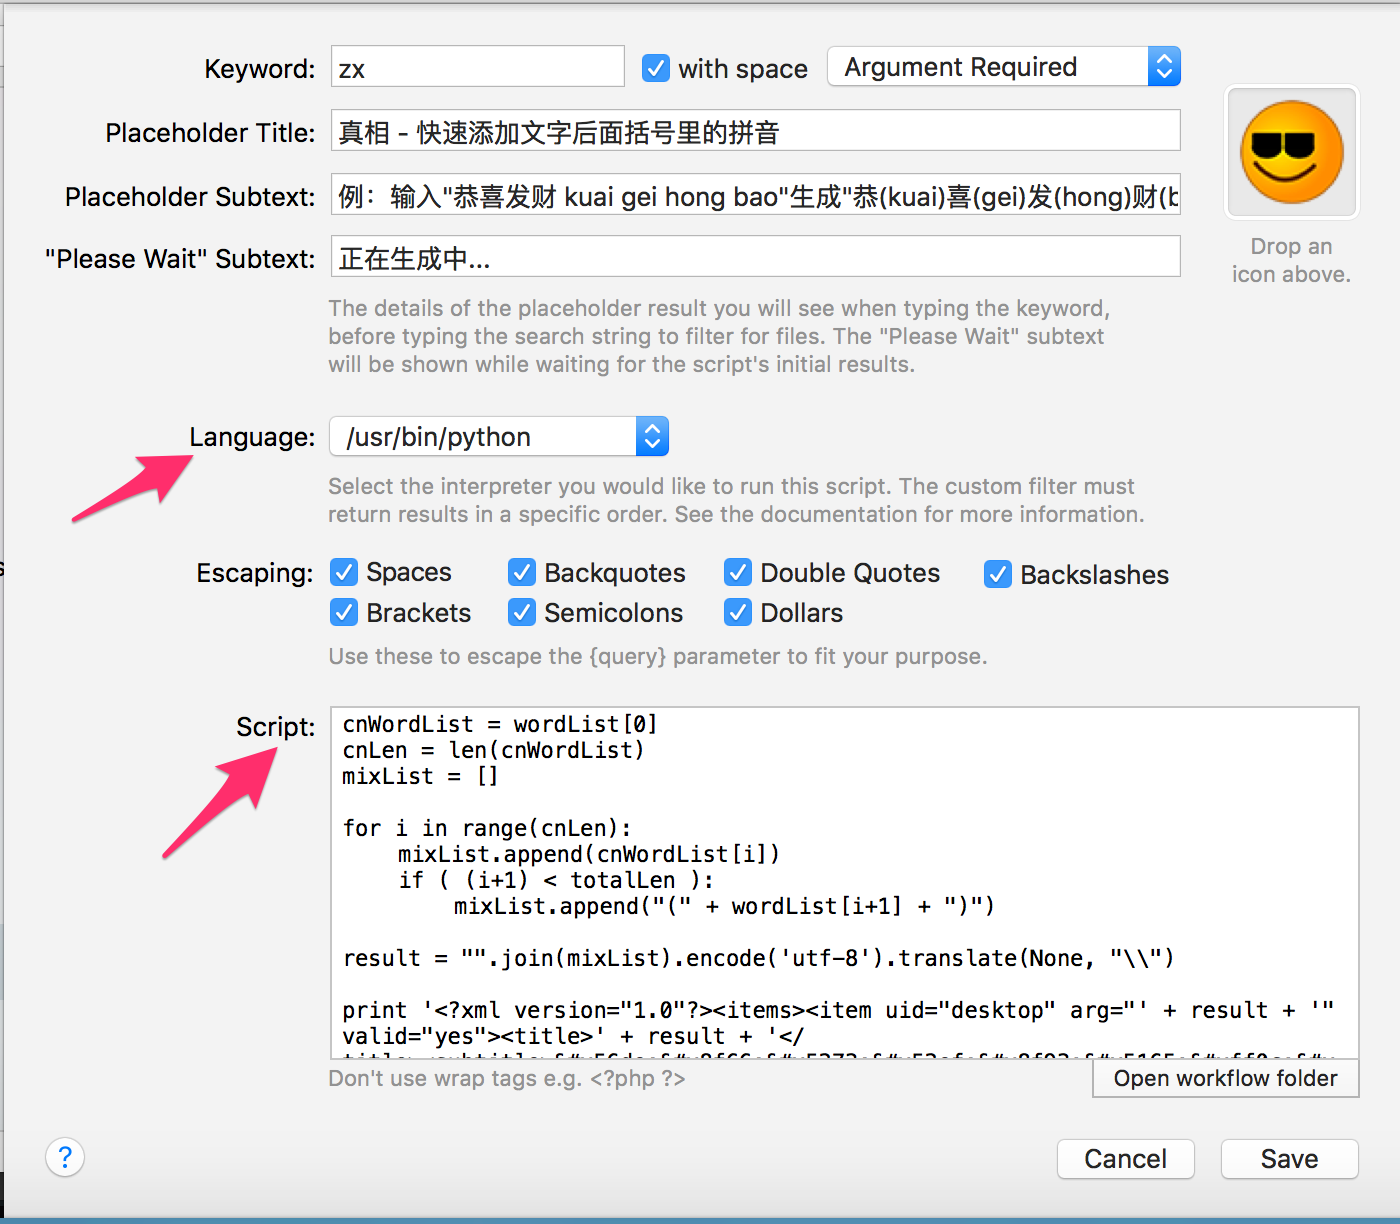 Keyword: zx with space Argument Required
Placeholder Title: 真相 - 快速添加文字后面括号里的拼音
Placeholder Subtext: 例：输入"恭喜发财 kuai gei hong bao"生成"恭(kuai)喜(gei)发(hong)财(b
"Please Wait" Subtext: 正在生成中...
Drop an
icon above.
The details of the placeholder result you will see when typing the keyword,
before typing the search string to filter for files. The "Please Wait" subtext
will be shown while waiting for the script's initial results.
Language: /usr/bin/python
Select the interpreter you would like to run this script. The custom filter must
return results in a specific order. See the documentation for more information.
Escaping: Spaces Backquotes Double Quotes Backslashes
Brackets Semicolons Dollars
Use these to escape the {query} parameter to fit your purpose.
Script:
cnWordList = wordList[0]
cnLen = len(cnWordList)
mixList = []
for i in range(cnLen):
mixList.append(cnWordList[i])
if ( (i+1) < totalLen ):
mixList.append("(" + wordList[i+1] + ")")
result = "".join(mixList).encode('utf-8').translate(None, "\\")
print '<?xml version="1.0"?><items><item uid="desktop" arg="' + result + '"
valid="yes"><title>' + result + '</
Don't use wrap tags e.g. <?php ?>
Open workflow folder
?
Cancel
Save